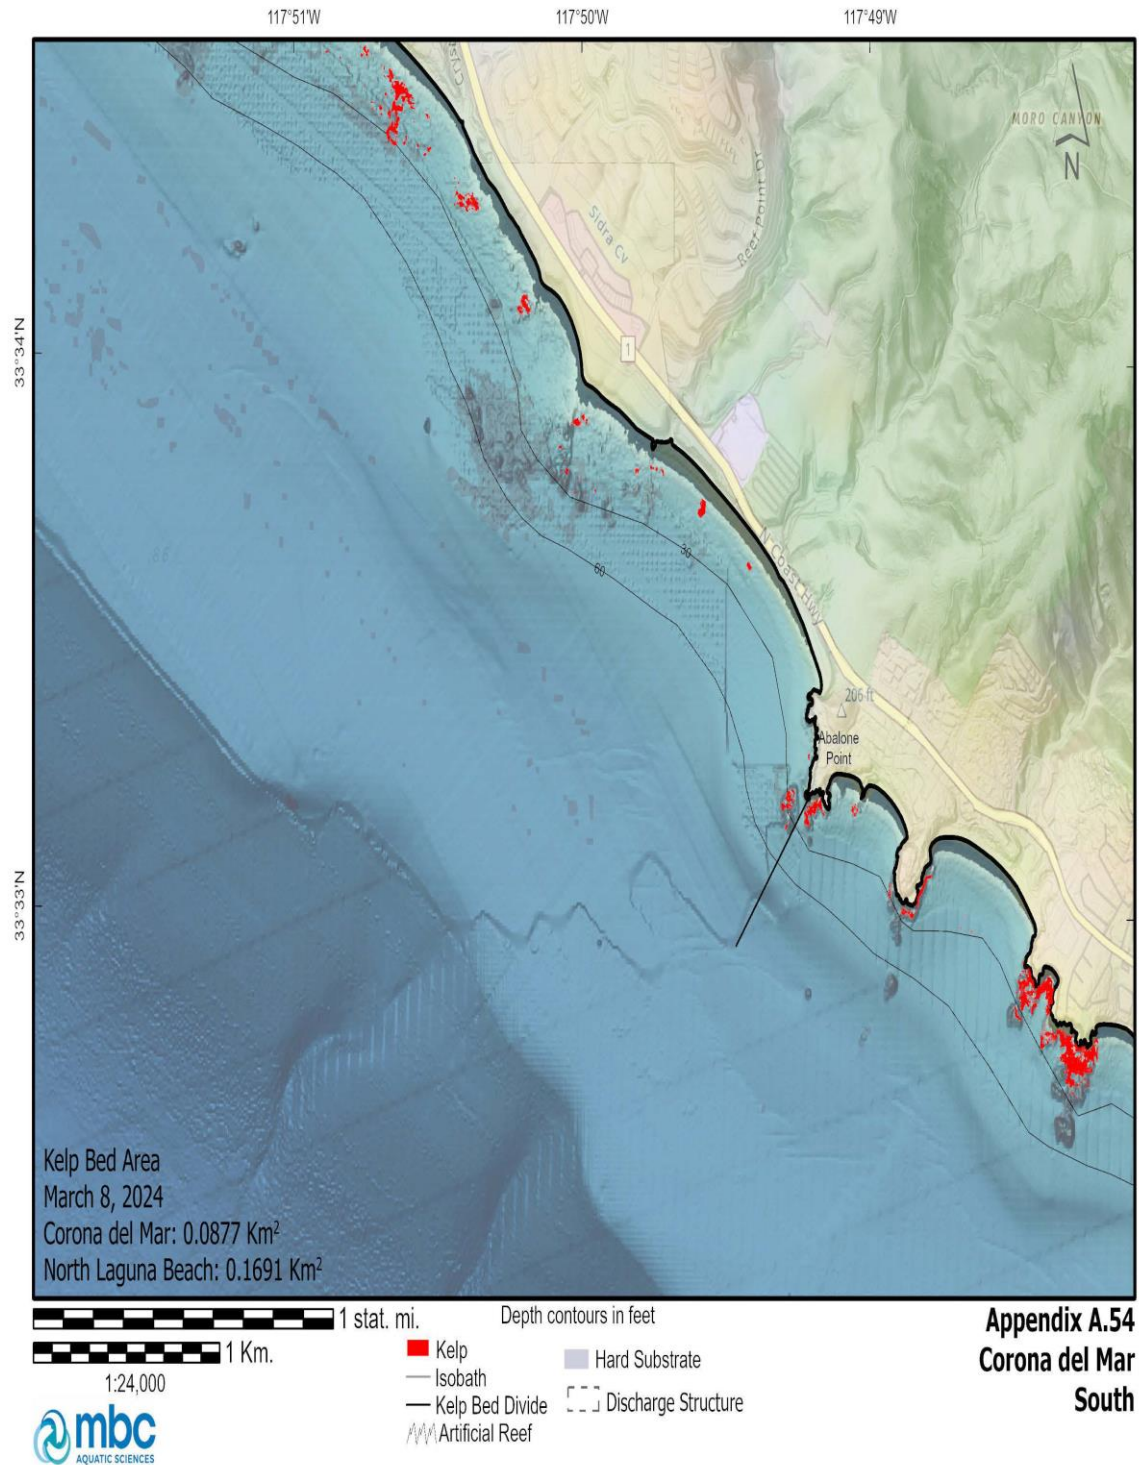 117°51'W
117°50'W
117°49'W
Crys
MORO CANYON
N
Reef Point Dr
Sidra Cv
33°34'N
1
N Coast Hwy
30
60
206 ft
Abalone
Point
33°33'N
Kelp Bed Area
March 8, 2024
Corona del Mar: 0.0877 Km²
North Laguna Beach: 0.1691 Km²
1 stat. mi.
Depth contours in feet
Appendix A.54
1 Km.
Kelp
Hard Substrate
Corona del Mar
Isobath
1:24,000
Kelp Bed Divide
Discharge Structure
South
Artificial Reef
mbc
AQUATIC SCIENCES